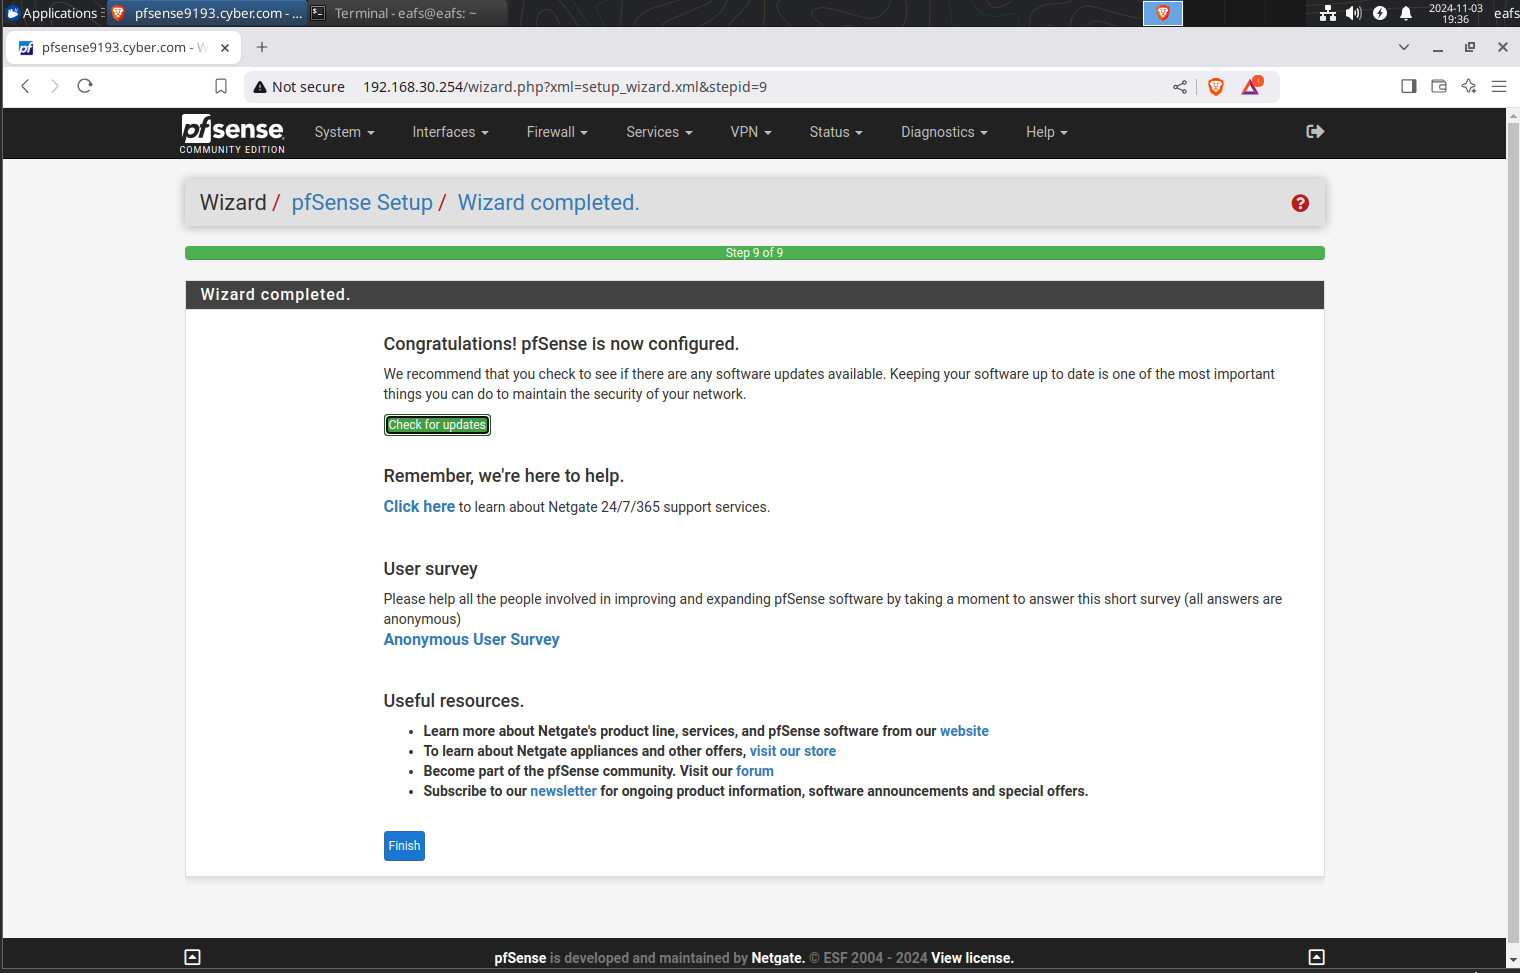 Applications
pfsense9193.cyber.com - ...
Terminal - eafs@eafs: ~
2024-11-03
19:36
eafs
pfsense9193.cyber.com - W
Not secure
192.168.30.254/wizard.php?xml=setup_wizard.xml&stepid=9
pfsense
COMMUNITY EDITION
System
Interfaces
Firewall
Services
VPN
Status
Diagnostics
Help
Wizard / pfSense Setup / Wizard completed.
Step 9 of 9
Wizard completed.
Congratulations! pfSense is now configured.
We recommend that you check to see if there are any software updates available. Keeping your software up to date is one of the most important
things you can do to maintain the security of your network.
Check for updates
Remember, we're here to help.
Click here to learn about Netgate 24/7/365 support services.
User survey
Please help all the people involved in improving and expanding pfSense software by taking a moment to answer this short survey (all answers are
anonymous)
Anonymous User Survey
Useful resources.
• Learn more about Netgate's product line, services, and pfSense software from our website
• To learn about Netgate appliances and other offers, visit our store
• Become part of the pfSense community. Visit our forum
• Subscribe to our newsletter for ongoing product information, software announcements and special offers.
Finish
pfSense is developed and maintained by Netgate. © ESF 2004 - 2024 View license.